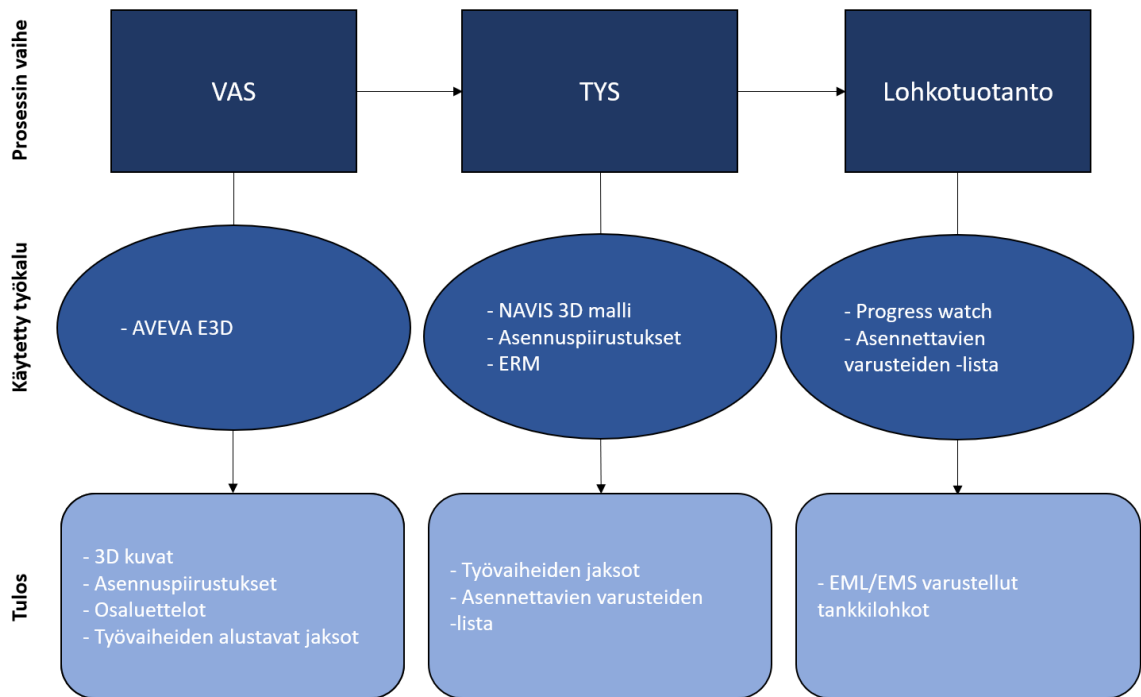 Prosessin vaihe
VAS
TYS
Lohkotuotanto
Käytetty työkalu
- AVEVA E3D
- NAVIS 3D malli
- Asennuspiirustukset
- ERM
- Progress watch
- Asennettavien
varusteiden -lista
Tulos
- 3D kuvat
- Asennuspiirustukset
- Osaluettelot
- Työvaiheiden alustavat jaksot
- Työvaiheiden jaksot
- Asennettavien varusteiden
-lista
- EML/EMS varustellut
tankkilohkot